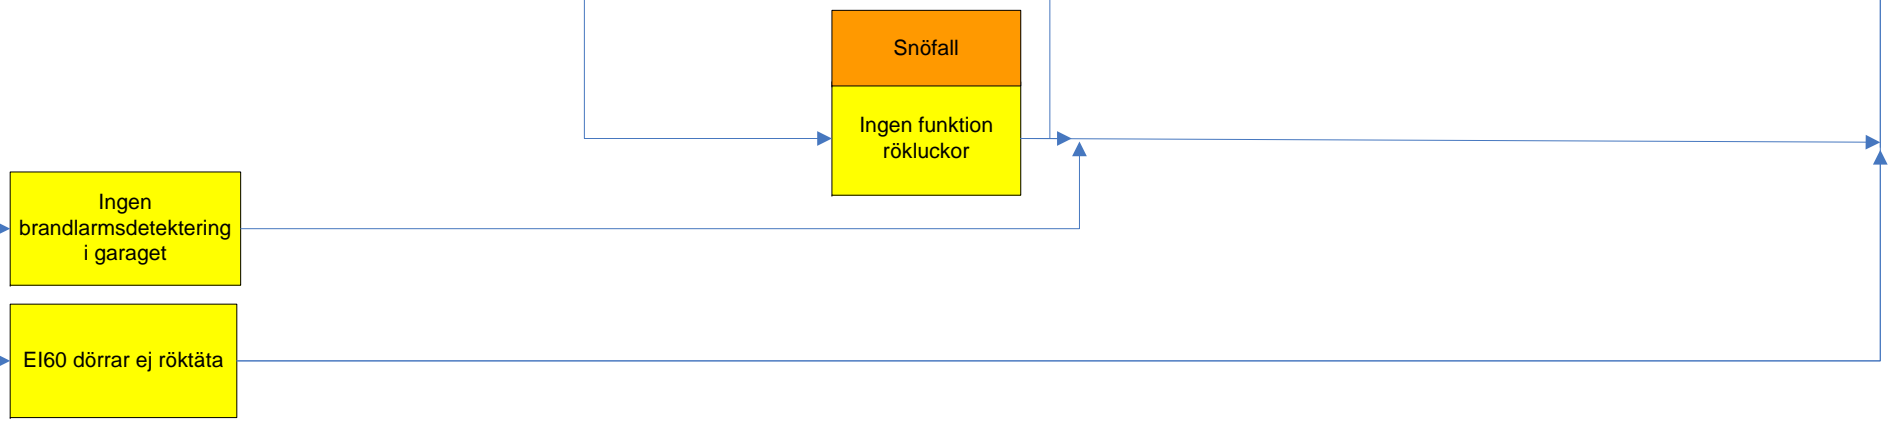 Snöfall
Ingen funktion
rökluckor
Ingen
brandlarmsdetektering
i garaget
EI60 dörrar ej röktäta